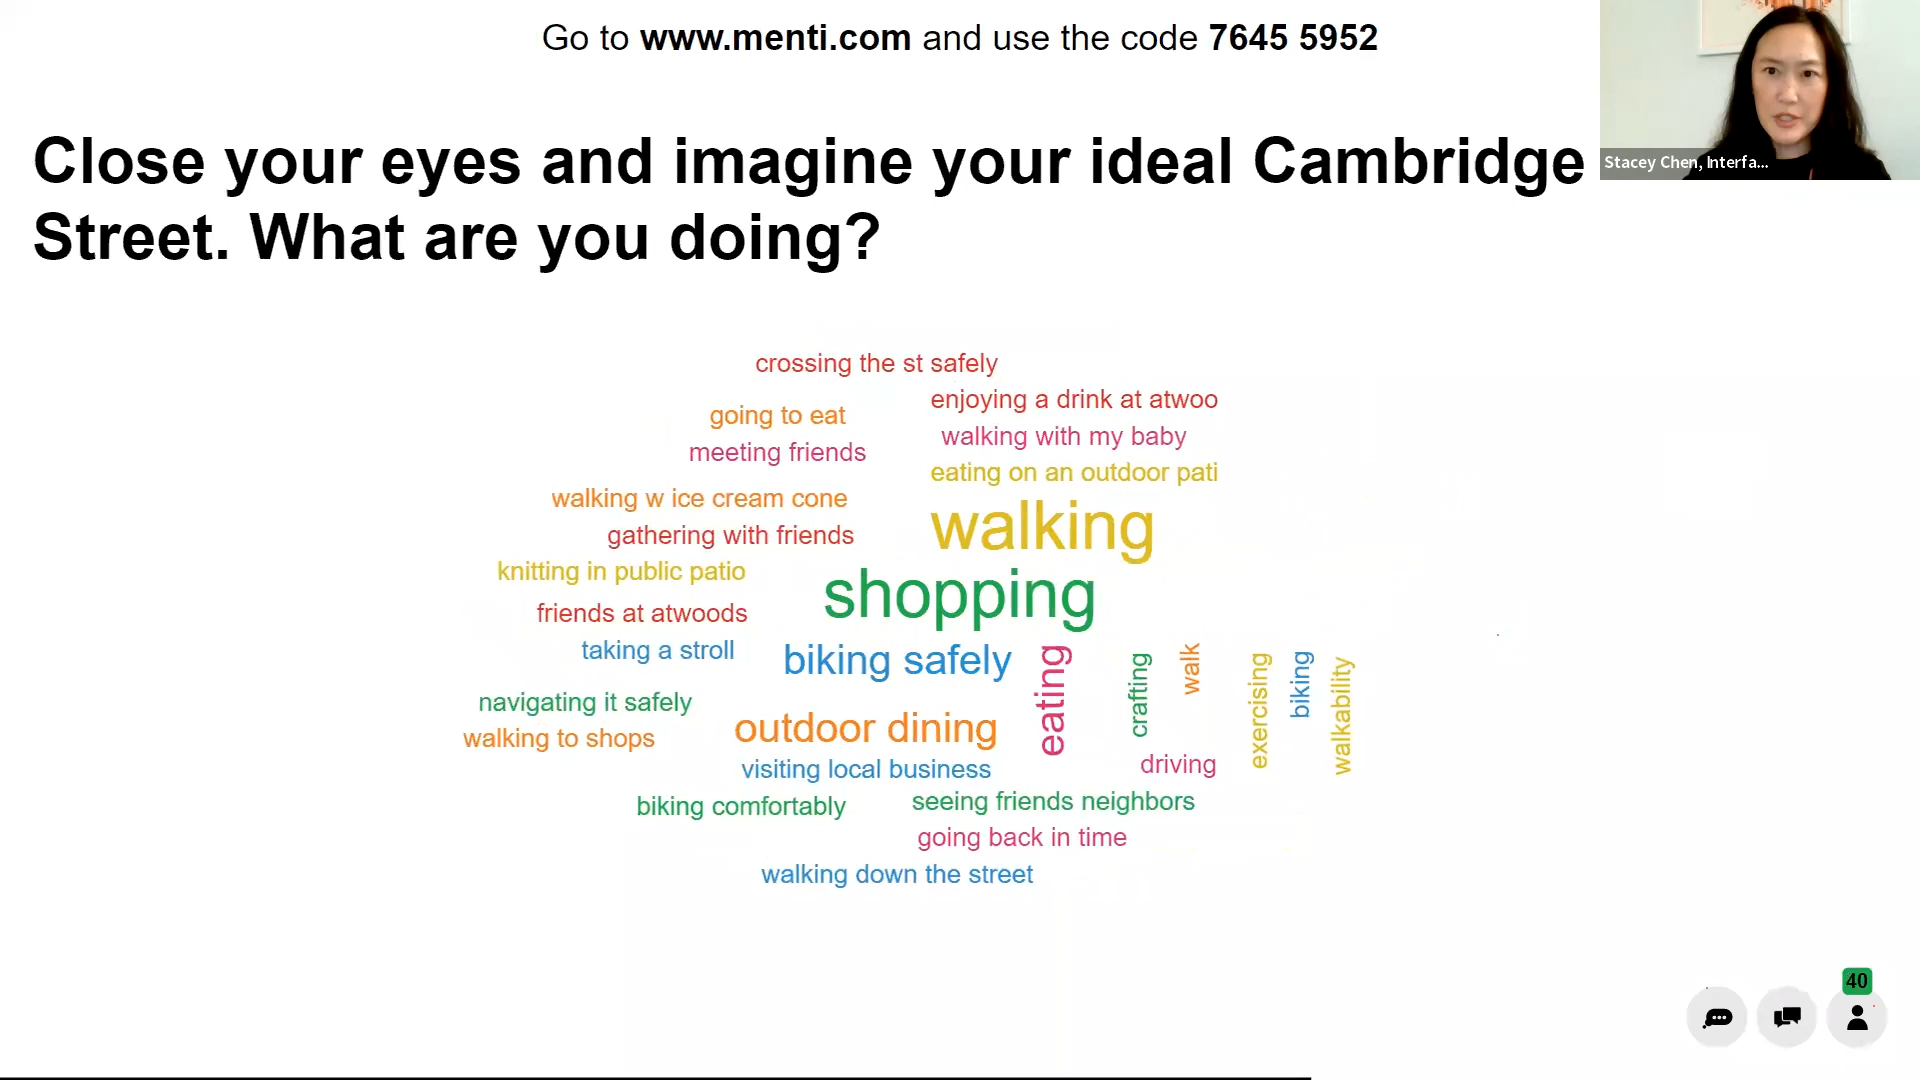 Go to www.menti.com and use the code 7645 5952
Close your eyes and imagine your ideal Cambridge
Street. What are you doing?
Stacey Chen, Interfa...
crossing the st safely
enjoying a drink at atwoo
going to eat
walking with my baby
meeting friends
eating on an outdoor pati
walking w ice cream cone
walking
gathering with friends
knitting in public patio
shopping
friends at atwoods
taking a stroll
biking safely
eating
crafting
walk
exercising
biking
walkability
navigating it safely
outdoor dining
walking to shops
driving
visiting local business
biking comfortably
seeing friends neighbors
going back in time
walking down the street
40